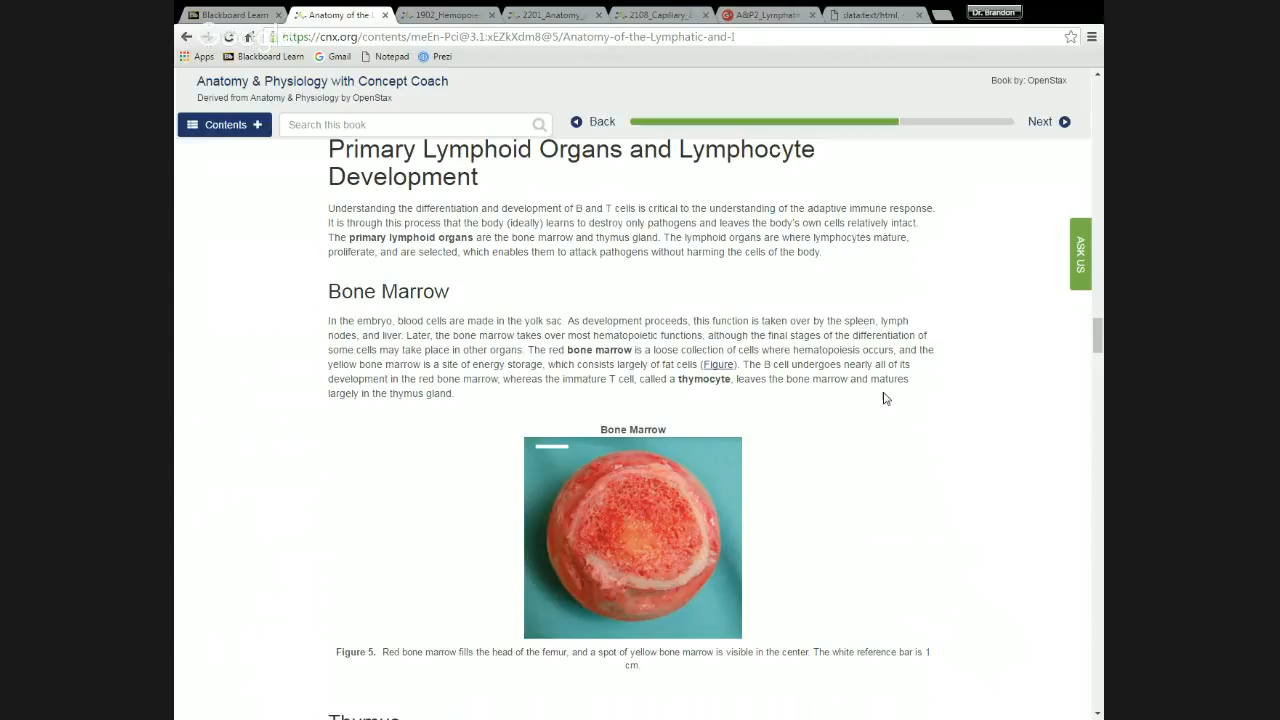 Blackboard Learn
Anatomy of the L
1902_Hemopoie
2201_Anatomy_
2108_Capillary_
A&P2_Lymphati
data:text/html,
Dr. Brandon
https://cnx.org/contents/meEn-Pci@3.1:xEZkXdm8@5/Anatomy-of-the-Lymphatic-and-I
Apps Bb Blackboard Learn Gmail Notepad Prezi
Anatomy & Physiology with Concept Coach
Book by: OpenStax
Derived from Anatomy & Physiology by OpenStax
Contents + Search this book Back Next
Primary Lymphoid Organs and Lymphocyte
Development
Understanding the differentiation and development of B and T cells is critical to the understanding of the adaptive immune response.
It is through this process that the body (ideally) learns to destroy only pathogens and leaves the body's own cells relatively intact.
The primary lymphoid organs are the bone marrow and thymus gland. The lymphoid organs are where lymphocytes mature,
proliferate, and are selected, which enables them to attack pathogens without harming the cells of the body.
ASK US
Bone Marrow
In the embryo, blood cells are made in the yolk sac. As development proceeds, this function is taken over by the spleen, lymph
nodes, and liver. Later, the bone marrow takes over most hematopoietic functions, although the final stages of the differentiation of
some cells may take place in other organs. The red bone marrow is a loose collection of cells where hematopoiesis occurs, and the
yellow bone marrow is a site of energy storage, which consists largely of fat cells (Figure). The B cell undergoes nearly all of its
development in the red bone marrow, whereas the immature T cell, called a thymocyte, leaves the bone marrow and matures
largely in the thymus gland.
Bone Marrow
Figure 5. Red bone marrow fills the head of the femur, and a spot of yellow bone marrow is visible in the center. The white reference bar is 1
cm.
Thymus